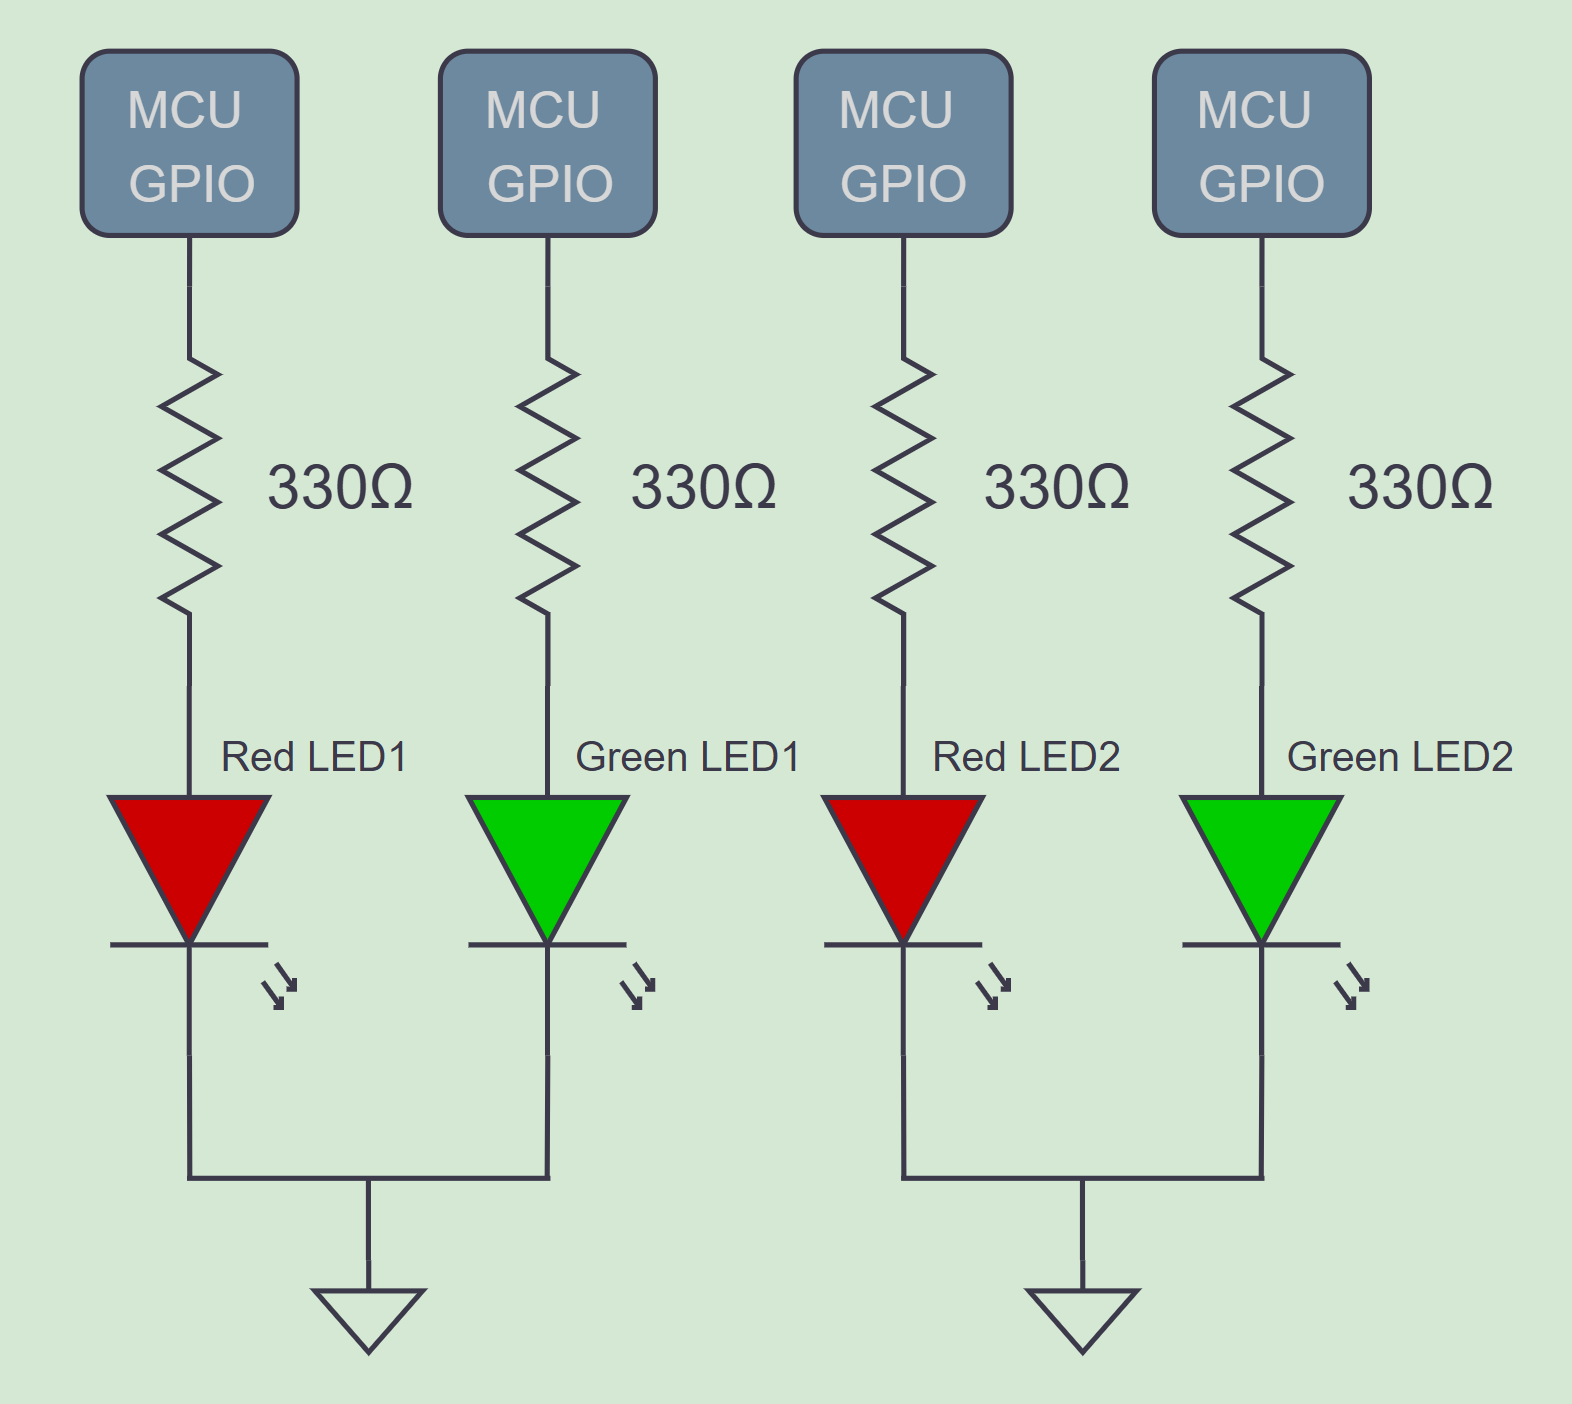 MCU
GPIO
MCU
GPIO
MCU
GPIO
MCU
GPIO
330Ω
330Ω
330Ω
330Ω
Red LED1
Green LED1
Red LED2
Green LED2